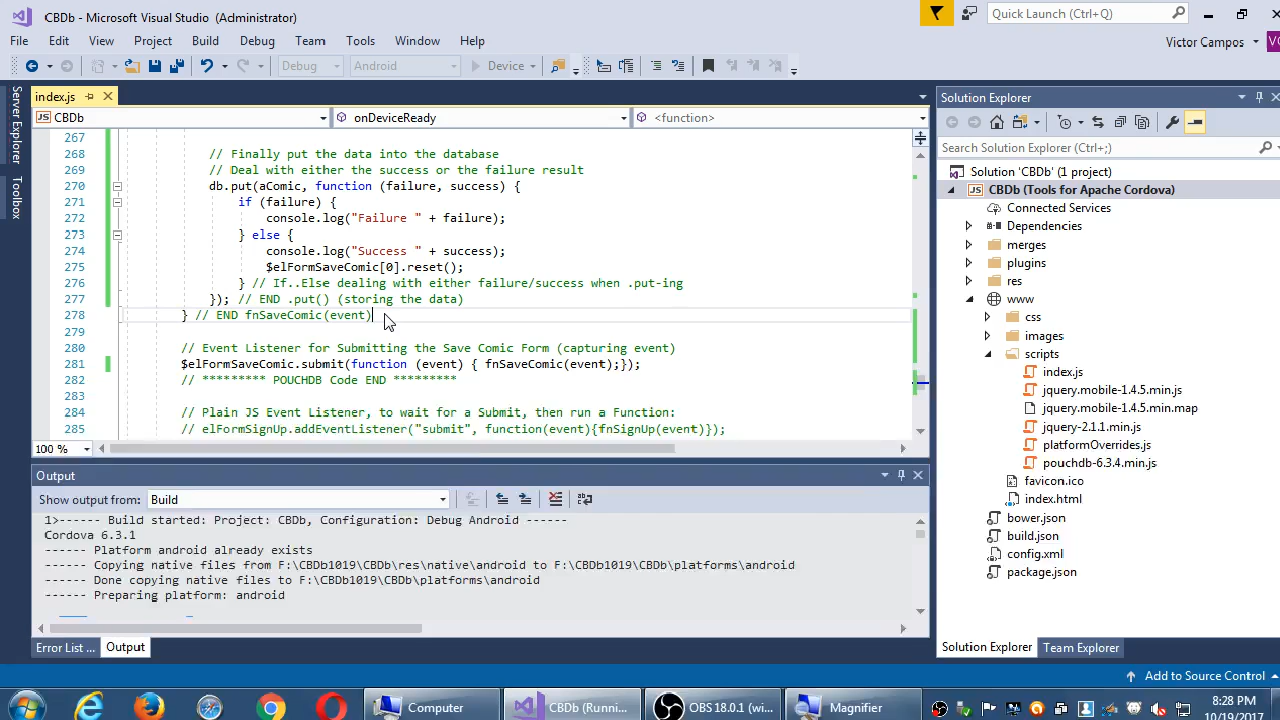 CBDb - Microsoft Visual Studio (Administrator)
Quick Launch (Ctrl+Q)
File Edit View Project Build Debug Team Tools Window Help
Victor Campos
VC
Debug Android Device
Server Explorer
Toolbox
index.js
CBDb onDeviceReady <function>
267
268 // Finally put the data into the database
269 // Deal with either the success or the failure result
270 db.put(aComic, function (failure, success) {
271 if (failure) {
272 console.log("Failure " + failure);
273 } else {
274 console.log("Success " + success);
275 $elFormSaveComic[0].reset();
276 } // If..Else dealing with either failure/success when .put-ing
277 }); // END .put() (storing the data)
278 } // END fnSaveComic(event)
279
280 // Event Listener for Submitting the Save Comic Form (capturing event)
281 $elFormSaveComic.submit(function (event) { fnSaveComic(event);});
282 // ********* POUCHDB Code END *********
283
284 // Plain JS Event Listener, to wait for a Submit, then run a Function:
285 // elFormSignUp.addEventListener("submit", function(event){fnSignUp(event)});
100 %
Output
Show output from: Build
1>------ Build started: Project: CBDb, Configuration: Debug Android ------
Cordova 6.3.1
------ Platform android already exists
------ Copying native files from F:\CBDb1019\CBDb\res\native\android to F:\CBDb1019\CBDb\platforms\android
------ Done copying native files to F:\CBDb1019\CBDb\platforms\android
------ Preparing platform: android
Error List ... Output
Solution Explorer
Search Solution Explorer (Ctrl+;)
Solution 'CBDb' (1 project)
JS CBDb (Tools for Apache Cordova)
Connected Services
Dependencies
merges
plugins
res
www
css
images
scripts
index.js
jquery.mobile-1.4.5.min.js
jquery.mobile-1.4.5.min.map
jquery-2.1.1.min.js
platformOverrides.js
pouchdb-6.3.4.min.js
favicon.ico
index.html
bower.json
build.json
config.xml
package.json
Solution Explorer Team Explorer
Add to Source Control
Computer
CBDb (Runni...
OBS 18.0.1 (wi...
Magnifier
8:28 PM
10/19/2017